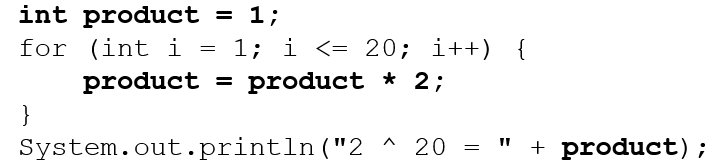 int product = 1;
for (int i = 1; i <= 20; i++) {
    product = product * 2;
}
System.out.println("2 ^ 20 = " + product);